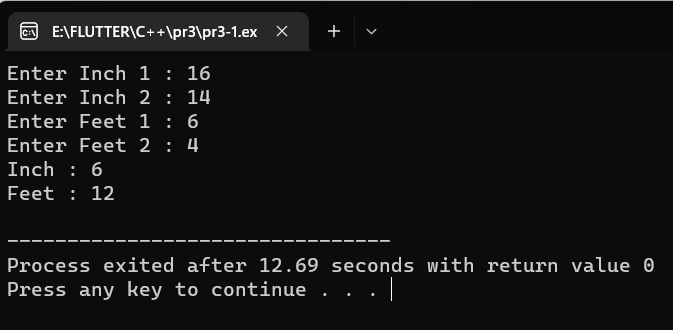 E:\FLUTTER\C++\pr3\pr3-1.ex
Enter Inch 1 : 16
Enter Inch 2 : 14
Enter Feet 1 : 6
Enter Feet 2 : 4
Inch : 6
Feet : 12
--------------------------------
Process exited after 12.69 seconds with return value 0
Press any key to continue . . .